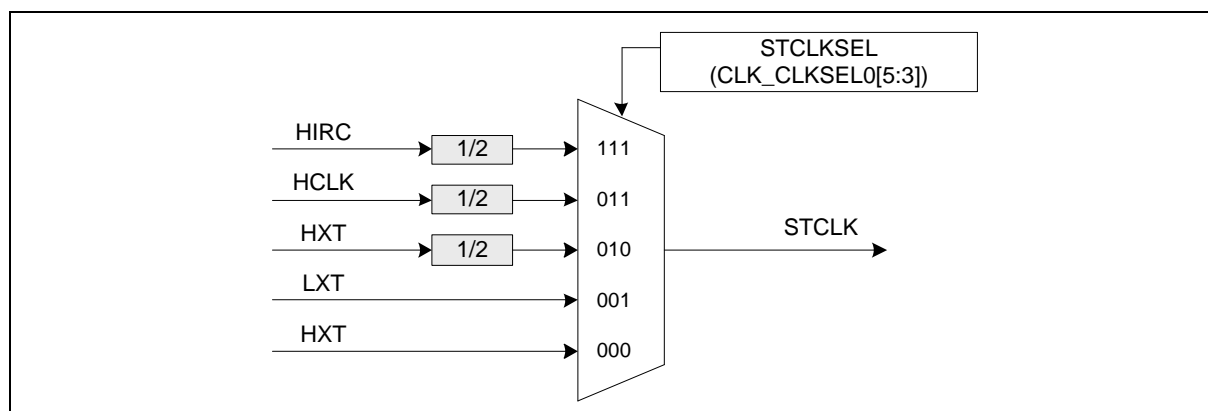 STCLKSEL
(CLK_CLKSEL0[5:3])
HIRC
1/2
111
HCLK
1/2
011
HXT
1/2
010
STCLK
LXT
001
HXT
000